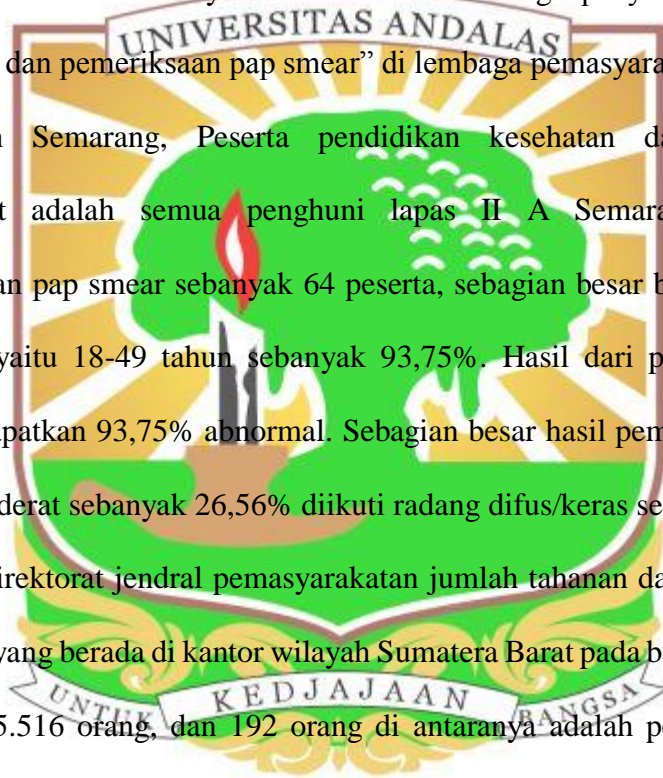 UNIVERSITAS ANDALAS
dan pemeriksaan pap smear” di lembaga pemasyara
n Semarang, Peserta pendidikan kesehatan da
t adalah semua penghuni lapas II A Semara
an pap smear sebanyak 64 peserta, sebagian besar b
yaitu 18-49 tahun sebanyak 93,75%. Hasil dari p
apatkan 93,75% abnormal. Sebagian besar hasil pem
derat sebanyak 26,56% diikuti radang difus/keras se
irektorat jendral pemasyarakatan jumlah tahanan da
yang berada di kantor wilayah Sumatera Barat pada b
UNTUK KEDJAJAAN BANGSA
5.516 orang, dan 192 orang di antaranya adalah pe